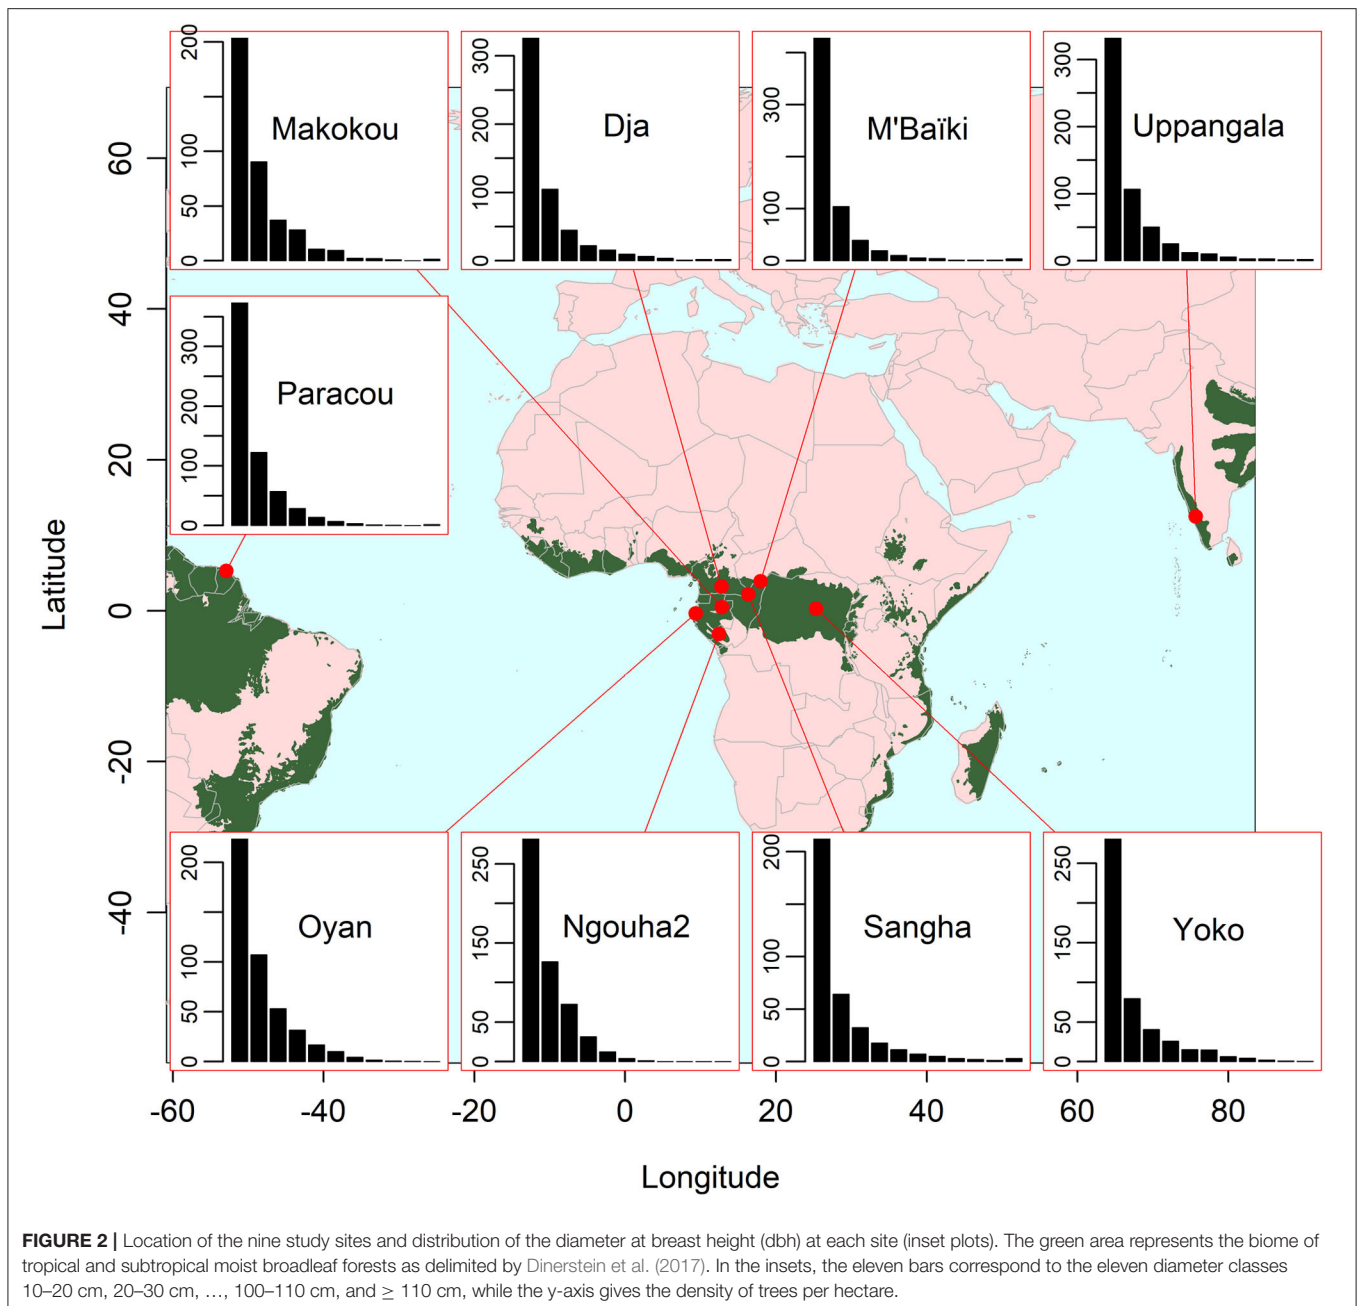 200
100
50
0
Makokou
300
200
100
0
Dja
300
100
0
M'Baïki
300
200
100
0
Uppangala
300
200
100
0
Paracou
60
40
20
0
-20
-40
Latitude
200
100
50
0
Oyan
250
150
50
0
Ngouha2
200
100
50
0
Sangha
250
150
50
0
Yoko
-60 -40 -20 0 20 40 60 80
Longitude
FIGURE 2 | Location of the nine study sites and distribution of the diameter at breast height (dbh) at each site (inset plots). The green area represents the biome of
tropical and subtropical moist broadleaf forests as delimited by Dinerstein et al. (2017). In the insets, the eleven bars correspond to the eleven diameter classes
10–20 cm, 20–30 cm, …, 100–110 cm, and ≥ 110 cm, while the y-axis gives the density of trees per hectare.